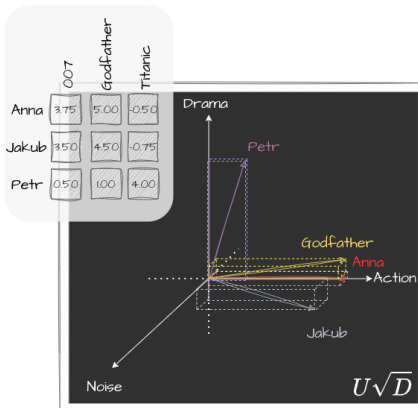 007 Godfather Titanic
Anna 3.75 5.00 -0.50
Jakub 3.50 4.50 -0.75
Petr 0.50 1.00 4.00
Drama
Petr
Godfather
Anna
Action
Jakub
Noise
U√D